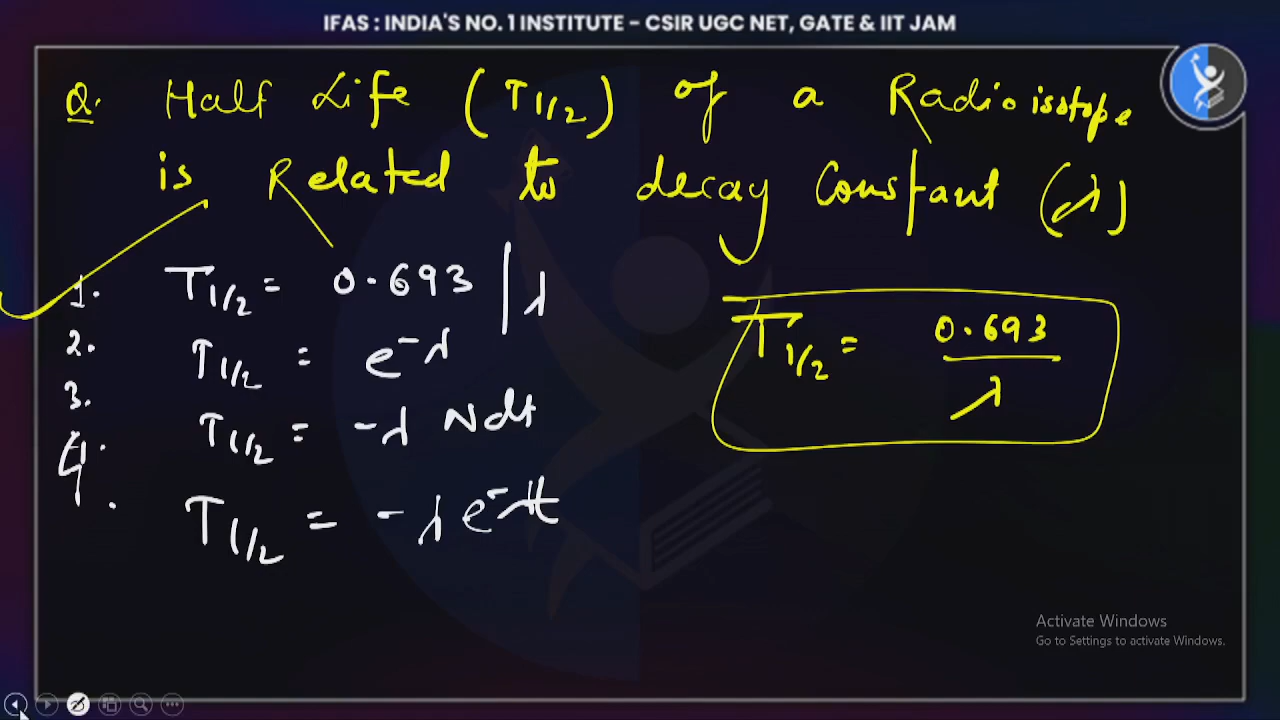 IFAS : INDIA'S NO. 1 INSTITUTE – CSIR UGC NET, GATE & IIT JAM
Q. Half Life (T1/2) of a Radioisotope
is Related to decay Constant (λ)
1. T1/2 = 0.693 | λ
2. T1/2 = e^-λ
3. T1/2 = -λ N dt
4. T1/2 = -λ e^-λt
T1/2 = 0.693 / λ
Activate Windows
Go to Settings to activate Windows.